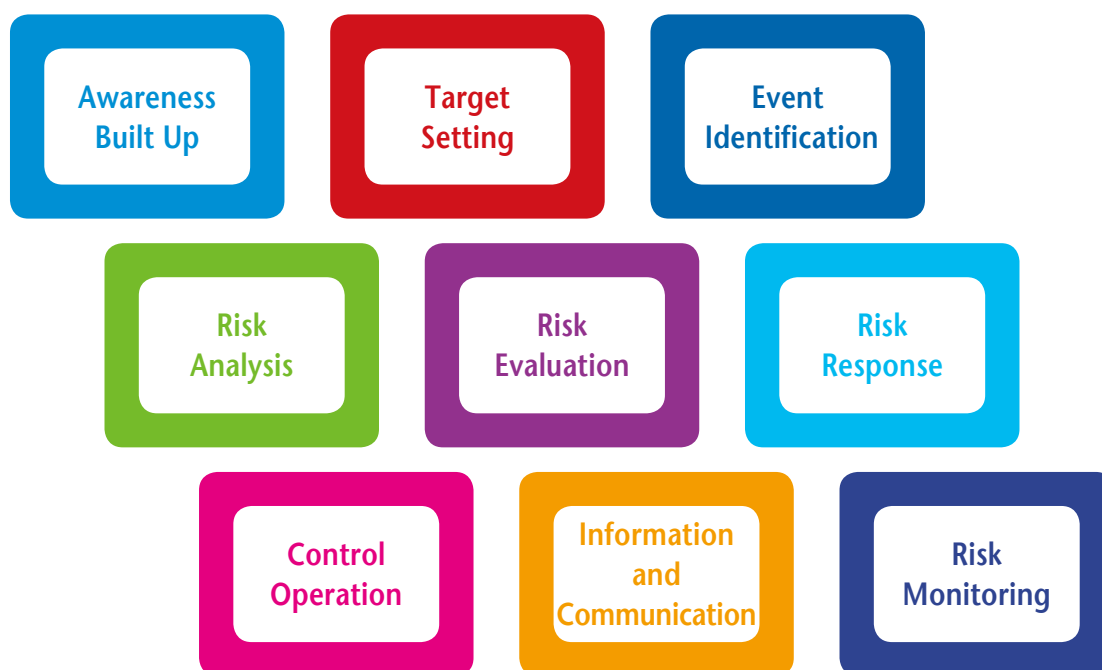 Awareness
Built Up
Target
Setting
Event
Identification
Risk
Analysis
Risk
Evaluation
Risk
Response
Control
Operation
Information
and
Communication
Risk
Monitoring